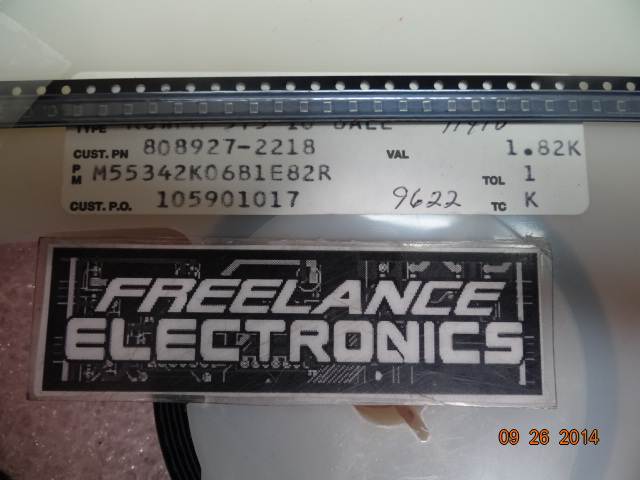 TYPE
CUST. PN 808927-2218 VAL 1.82K
PM M55342K06B1E82R TOL 1
CUST. P.O. 105901017 9622 TC K
FREELANCE
ELECTRONICS
09 26 2014